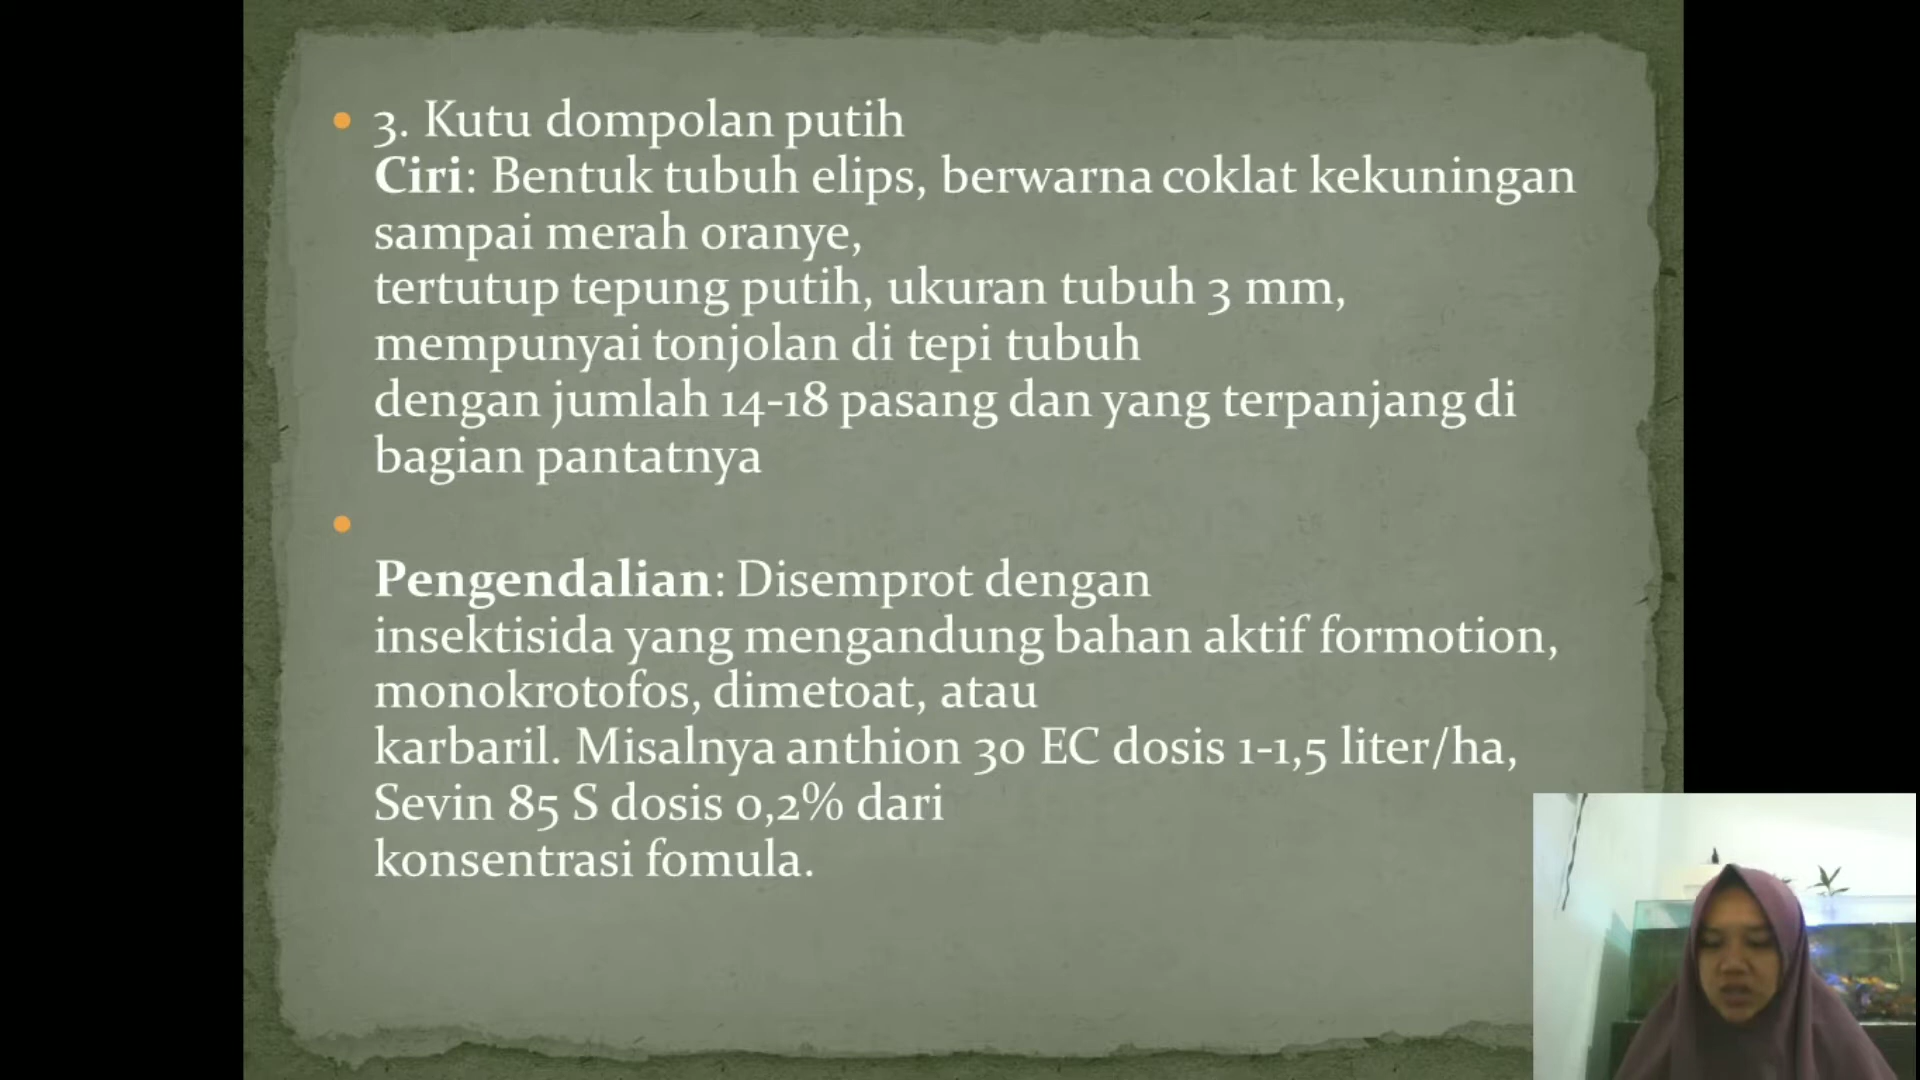 3. Kutu dompolan putih
Ciri: Bentuk tubuh elips, berwarna coklat kekuningan
sampai merah oranye,
tertutup tepung putih, ukuran tubuh 3 mm,
mempunyai tonjolan di tepi tubuh
dengan jumlah 14-18 pasang dan yang terpanjang di
bagian pantatnya
Pengendalian: Disemprot dengan
insektisida yang mengandung bahan aktif formotion,
monokrotofos, dimetoat, atau
karbaril. Misalnya anthion 30 EC dosis 1-1,5 liter/ha,
Sevin 85 S dosis 0,2% dari
konsentrasi fomula.